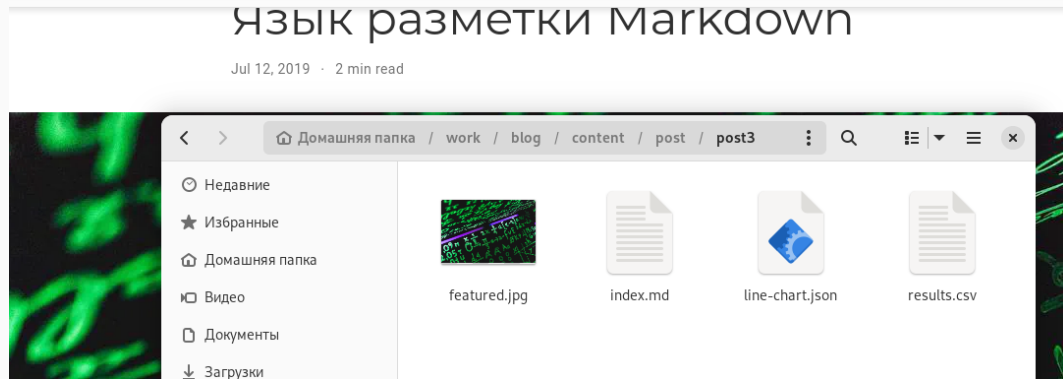 Язык разметки Markdown
Jul 12, 2019 · 2 min read
Домашняя папка / work / blog / content / post / post3
Недавние
Избранные
Домашняя папка
Видео
Документы
Загрузки
featured.jpg
index.md
line-chart.json
results.csv